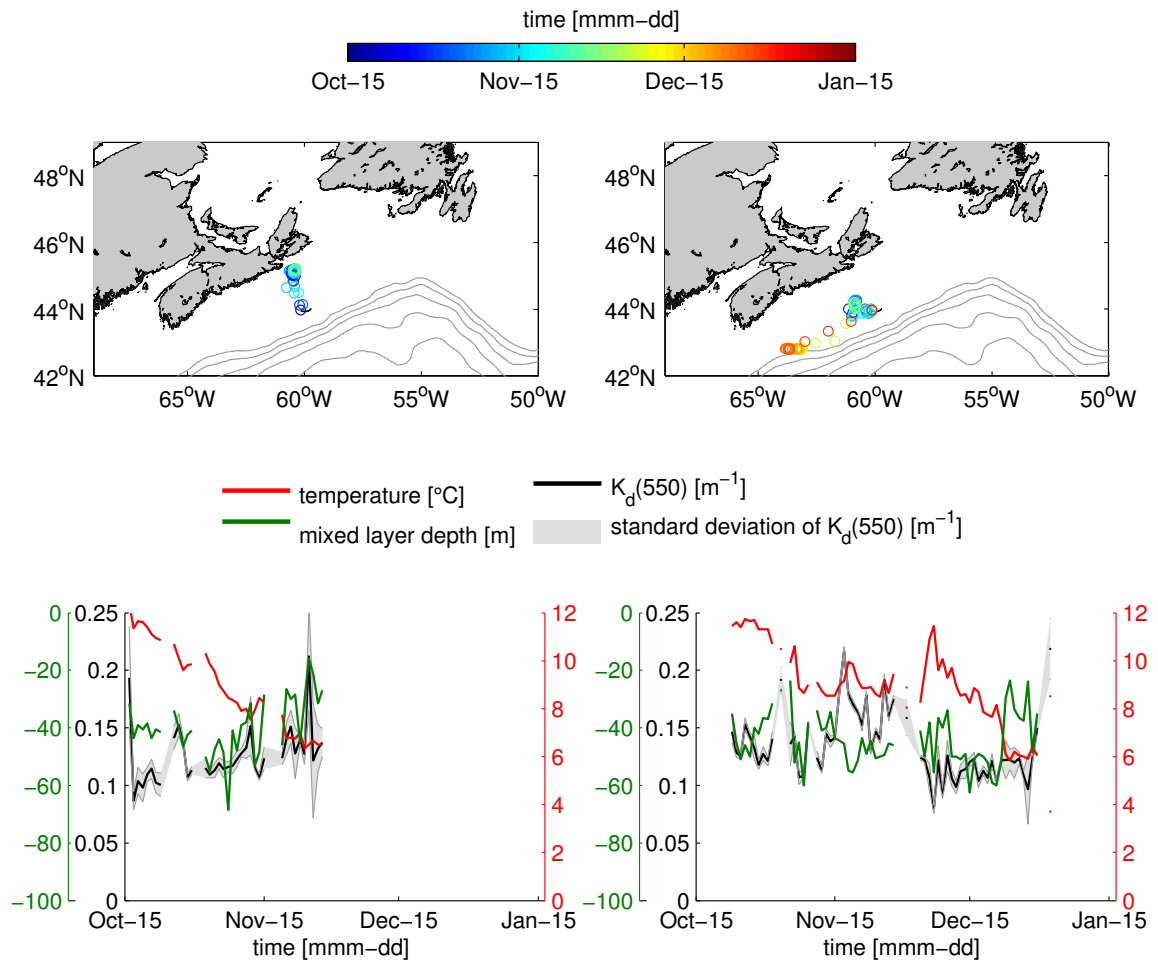 time [mmm−dd]
Oct−15 Nov−15 Dec−15 Jan−15
48°N 48°N
46°N 46°N
44°N 44°N
42°N 42°N
65°W 60°W 55°W 50°W 65°W 60°W 55°W 50°W
temperature [°C] K_d(550) [m⁻¹]
mixed layer depth [m] standard deviation of K_d(550) [m⁻¹]
0 0.25 12 0 0.25 12
−20 0.2 10 −20 0.2 10
−40 0.15 8 −40 0.15 8
6 6
−60 0.1 4 −60 0.1 4
−80 0.05 2 −80 0.05 2
−100 0 0 −100 0 0
Oct−15 Nov−15 Dec−15 Jan−15 Oct−15 Nov−15 Dec−15 Jan−15
time [mmm−dd] time [mmm−dd]